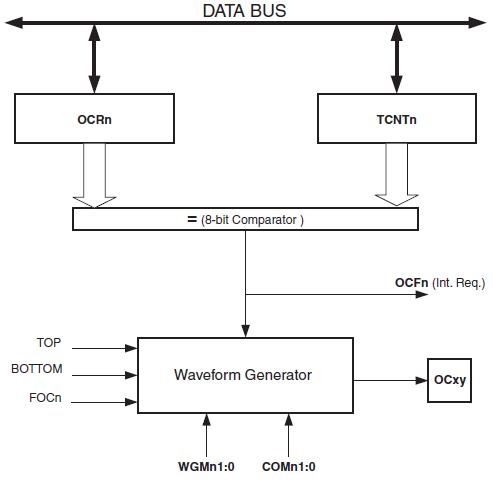 DATA BUS
OCRn
TCNTn
= (8-bit Comparator )
OCFn (Int. Req.)
TOP
BOTTOM
FOCn
Waveform Generator
OCxy
WGMn1:0
COMn1:0